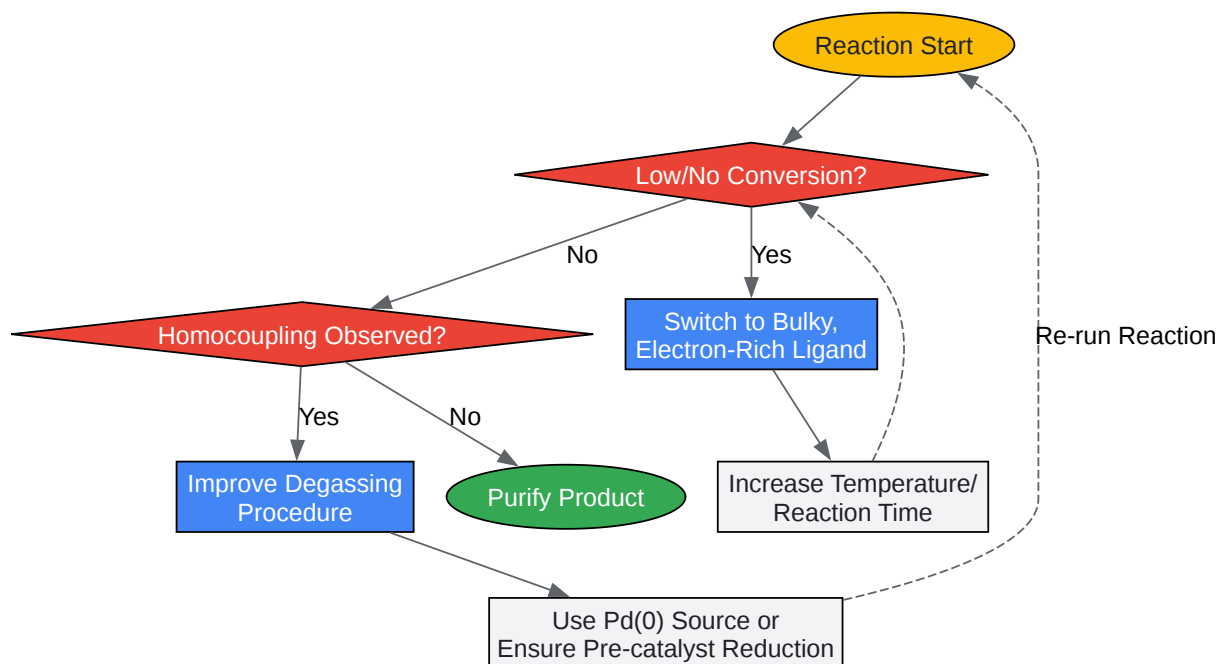 Reaction Start
Low/No Conversion?
No
Yes
Homocoupling Observed?
Switch to Bulky,
Electron-Rich Ligand
Re-run Reaction
Yes
No
Improve Degassing
Procedure
Purify Product
Increase Temperature/
Reaction Time
Use Pd(0) Source or
Ensure Pre-catalyst Reduction